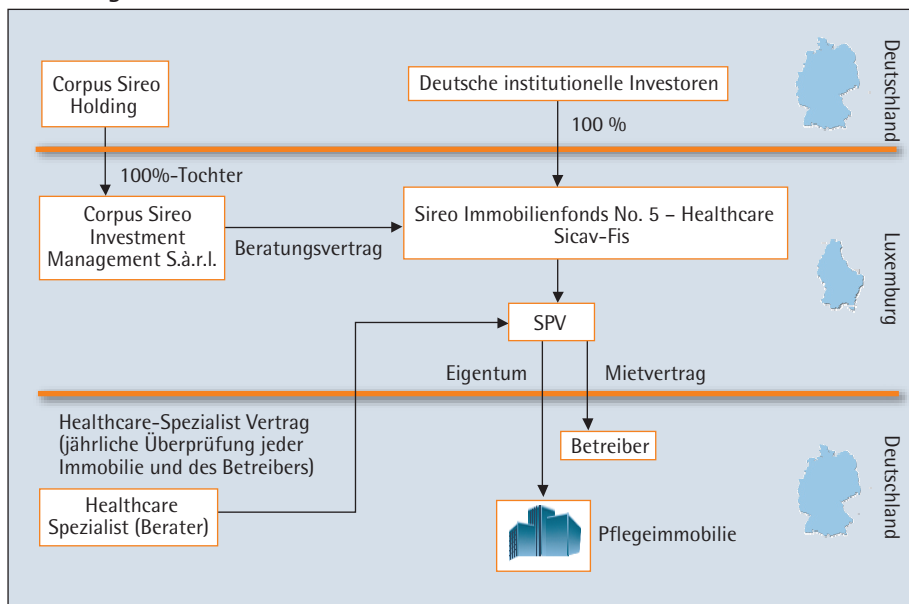 Corpus Sireo
Holding
Deutsche institutionelle Investoren
Deutschland
100 %
100%-Tochter
Corpus Sireo
Investment
Management S.à.r.l.
Beratungsvertrag
Sireo Immobilienfonds No. 5 – Healthcare
Sicav-Fis
Luxemburg
SPV
Eigentum
Mietvertrag
Healthcare-Spezialist Vertrag
(jährliche Überprüfung jeder
Immobilie und des Betreibers)
Betreiber
Deutschland
Healthcare
Spezialist (Berater)
Pflegeimmobilie